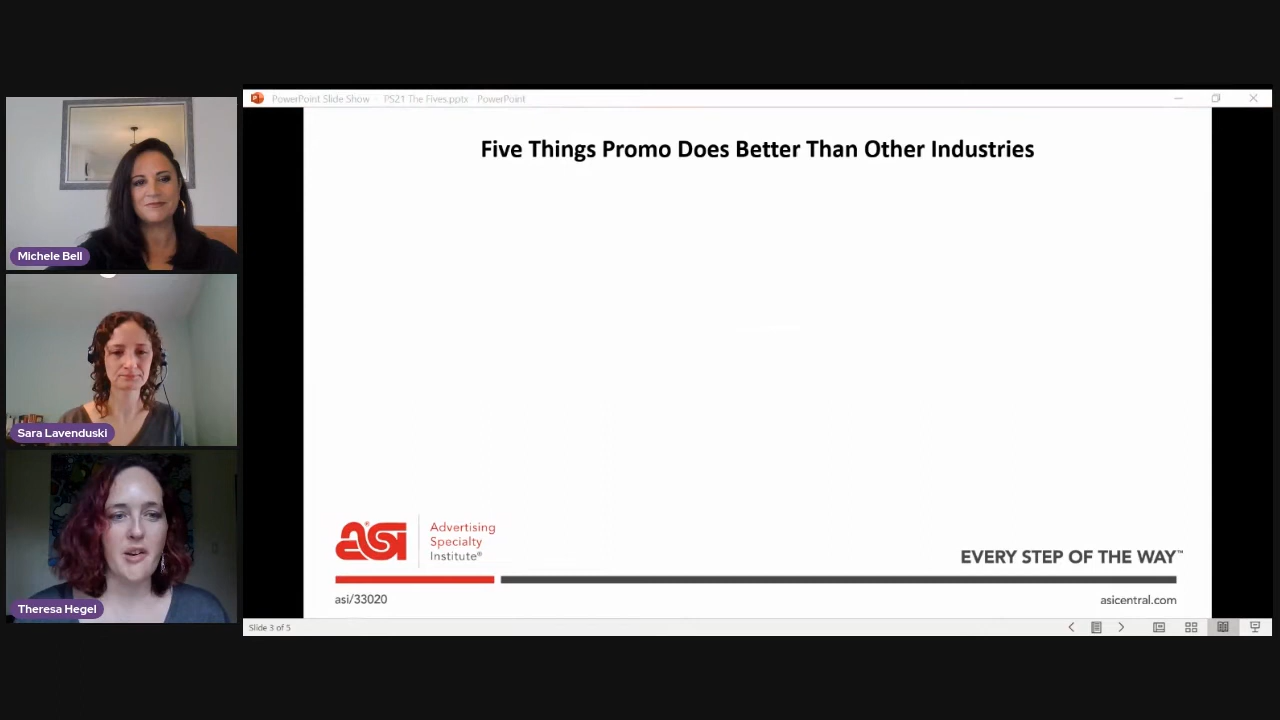 Michele Bell
Sara Lavenduski
Theresa Hegel
PowerPoint Slide Show - PS21 The Fives.pptx - PowerPoint
Five Things Promo Does Better Than Other Industries
asi®
Advertising
Specialty
Institute®
EVERY STEP OF THE WAY™
asi/33020
asicentral.com
Slide 3 of 5